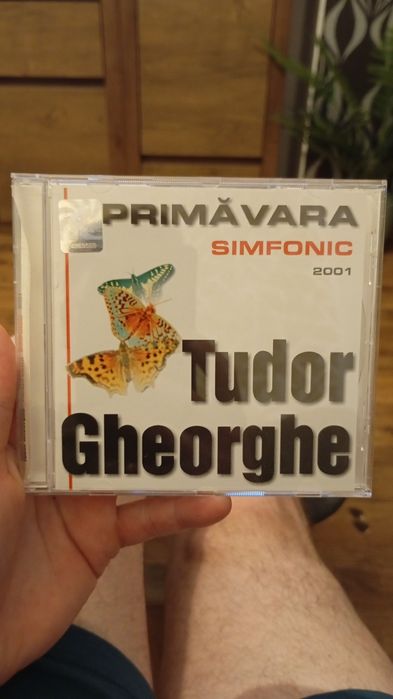 PRIMĂVARA
SIMFONIC
2001
Tudor
Gheorghe